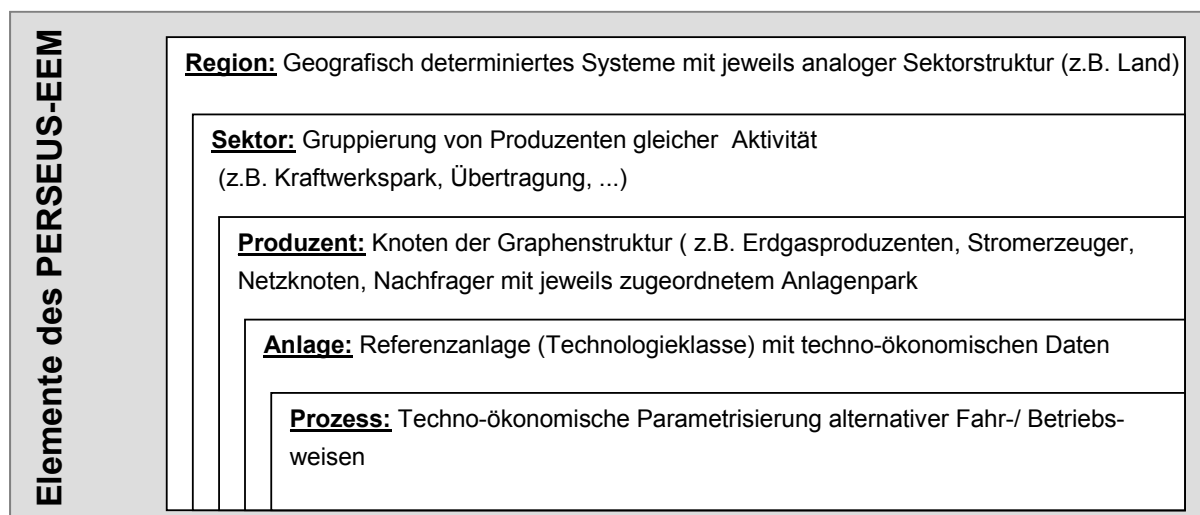 Elemente des PERSEUS-EEM
Region: Geografisch determiniertes Systeme mit jeweils analoger Sektorstruktur (z.B. Land)
Sektor: Gruppierung von Produzenten gleicher Aktivität
(z.B. Kraftwerkspark, Übertragung, ...)
Produzent: Knoten der Graphenstruktur ( z.B. Erdgasproduzenten, Stromerzeuger,
Netzknoten, Nachfrager mit jeweils zugeordnetem Anlagenpark
Anlage: Referenzanlage (Technologieklasse) mit techno-ökonomischen Daten
Prozess: Techno-ökonomische Parametrisierung alternativer Fahr-/ Betriebs-
weisen